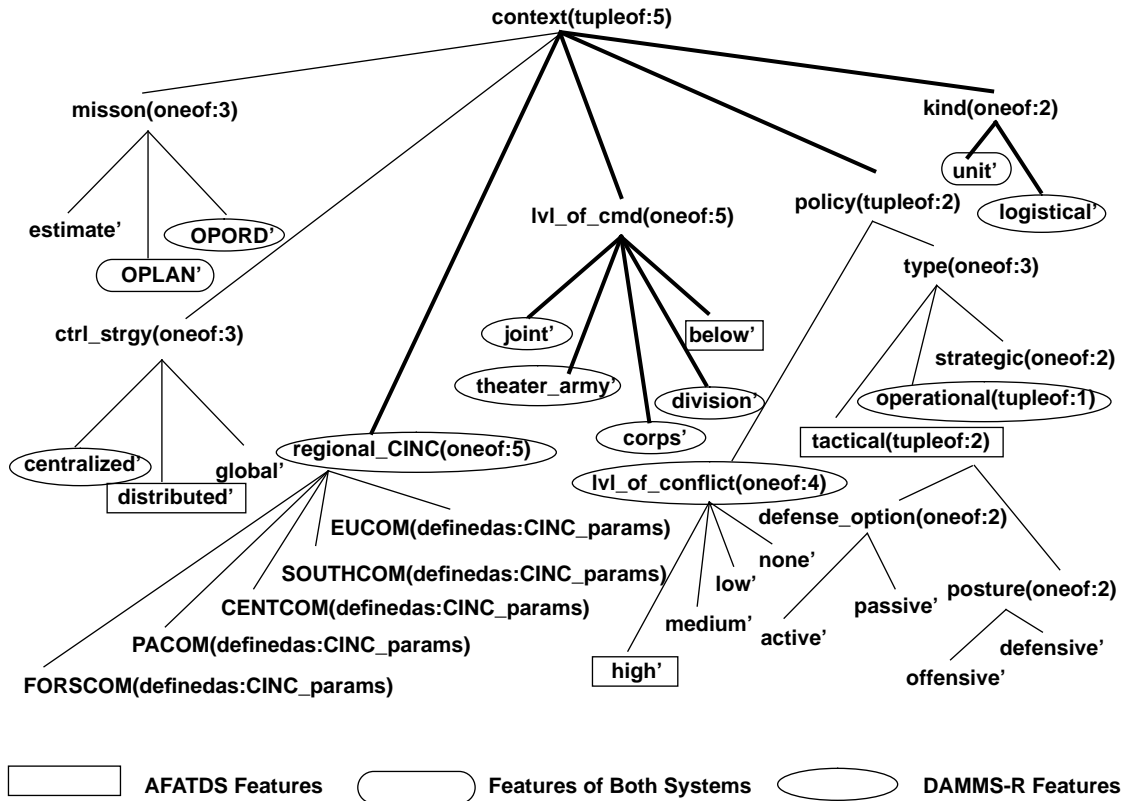 context(tupleof:5)
misson(oneof:3)
kind(oneof:2)
unit’
logistical’
lvl_of_cmd(oneof:5)
policy(tupleof:2)
estimate’
OPORD’
OPLAN’
type(oneof:3)
ctrl_strgy(oneof:3)
joint’
below’
strategic(oneof:2)
theater_army’
division’
operational(tupleof:1)
corps’
tactical(tupleof:2)
centralized’
distributed’
global’
regional_CINC(oneof:5)
lvl_of_conflict(oneof:4)
defense_option(oneof:2)
EUCOM(definedas:CINC_params)
none’
SOUTHCOM(definedas:CINC_params)
low’
posture(oneof:2)
CENTCOM(definedas:CINC_params)
passive’
medium’
active’
PACOM(definedas:CINC_params)
defensive’
high’
offensive’
FORSCOM(definedas:CINC_params)
AFATDS Features
Features of Both Systems
DAMMS-R Features